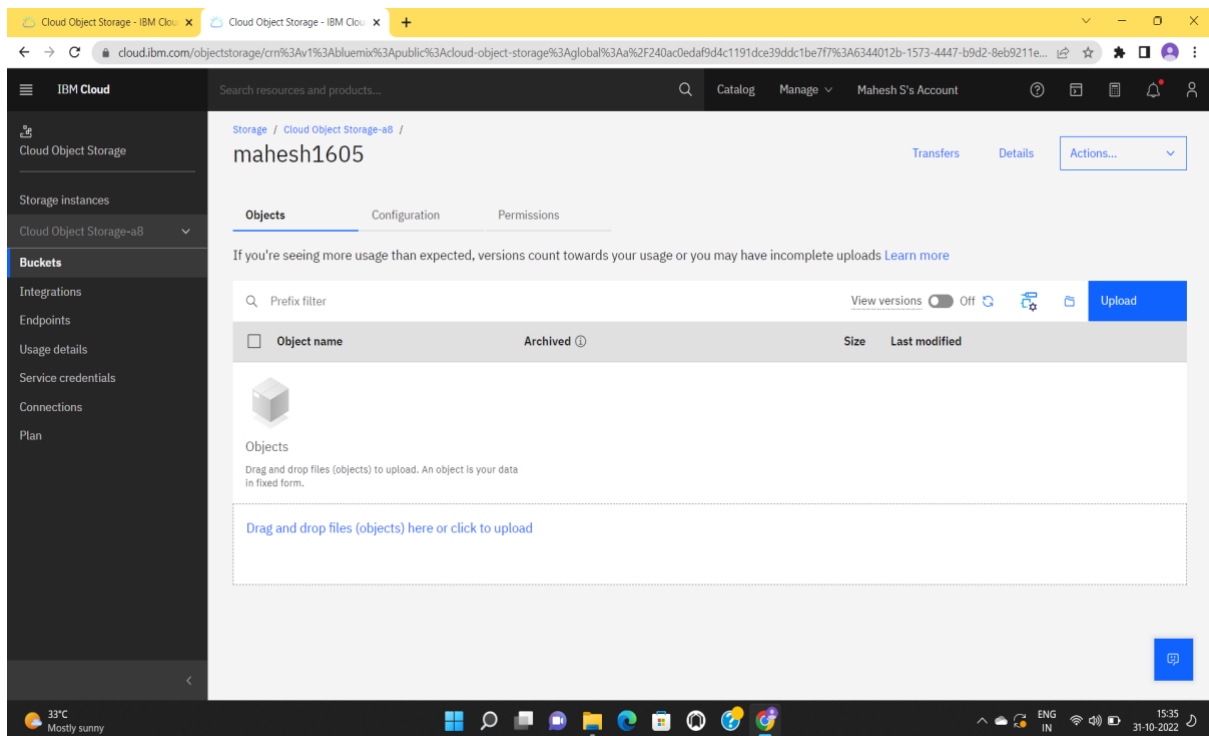 Cloud Object Storage - IBM Clou
Cloud Object Storage - IBM Clou
cloud.ibm.com/objectstorage/crn%3Av1%3Abluemix%3Apublic%3Acloud-object-storage%3Aglobal%3Aa%2F240ac0edaf9d4c1191dce39ddc1be7f7%3A6344012b-1573-4447-b9d2-8eb9211e...
IBM Cloud
Search resources and products...
Catalog
Manage
Mahesh S's Account
Cloud Object Storage
Storage instances
Cloud Object Storage-a8
Buckets
Integrations
Endpoints
Usage details
Service credentials
Connections
Plan
Storage / Cloud Object Storage-a8 /
mahesh1605
Transfers
Details
Actions...
Objects
Configuration
Permissions
If you're seeing more usage than expected, versions count towards your usage or you may have incomplete uploads Learn more
Prefix filter
View versions
Off
Upload
Object name
Archived
Size
Last modified
Objects
Drag and drop files (objects) to upload. An object is your data
in fixed form.
Drag and drop files (objects) here or click to upload
33°C
Mostly sunny
ENG
IN
15:35
31-10-2022